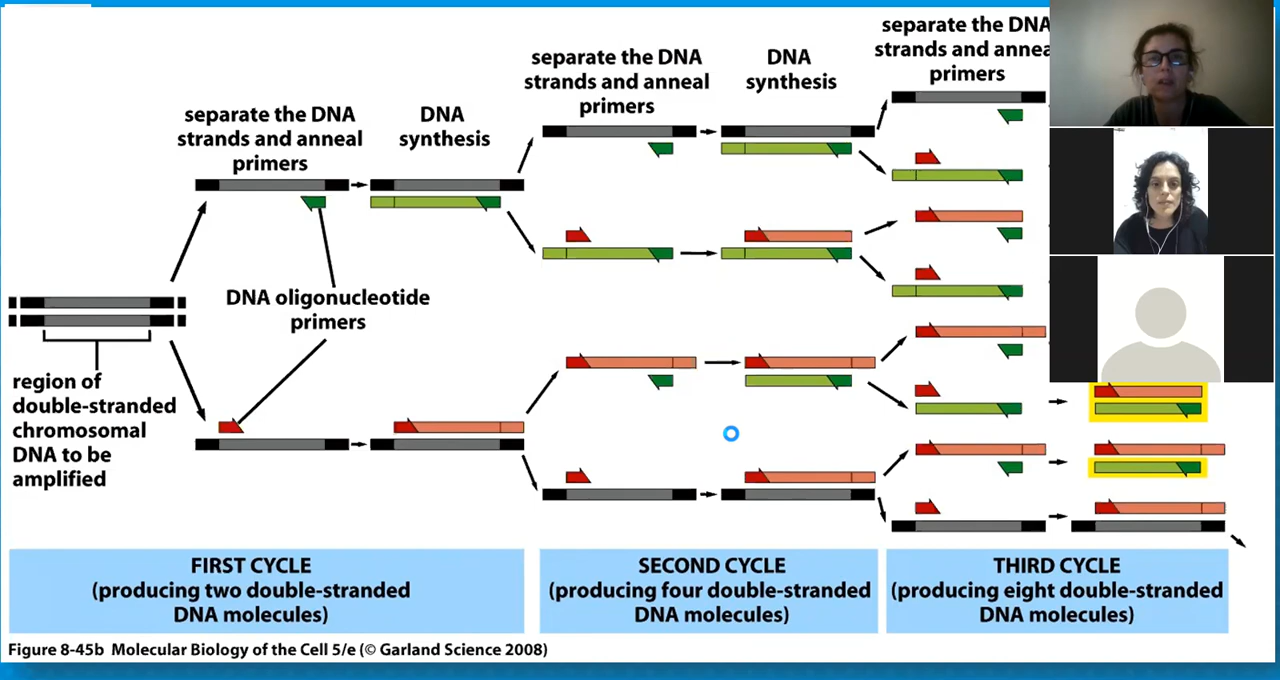 separate the DNA
strands and anneal
primers
DNA
synthesis
separate the DNA
strands and anneal
primers
DNA
synthesis
separate the DNA
strands and annea
primers
DNA oligonucleotide
primers
region of
double-stranded
chromosomal
DNA to be
amplified
FIRST CYCLE
(producing two double-stranded
DNA molecules)
SECOND CYCLE
(producing four double-stranded
DNA molecules)
THIRD CYCLE
(producing eight double-stranded
DNA molecules)
Figure 8-45b Molecular Biology of the Cell 5/e (© Garland Science 2008)